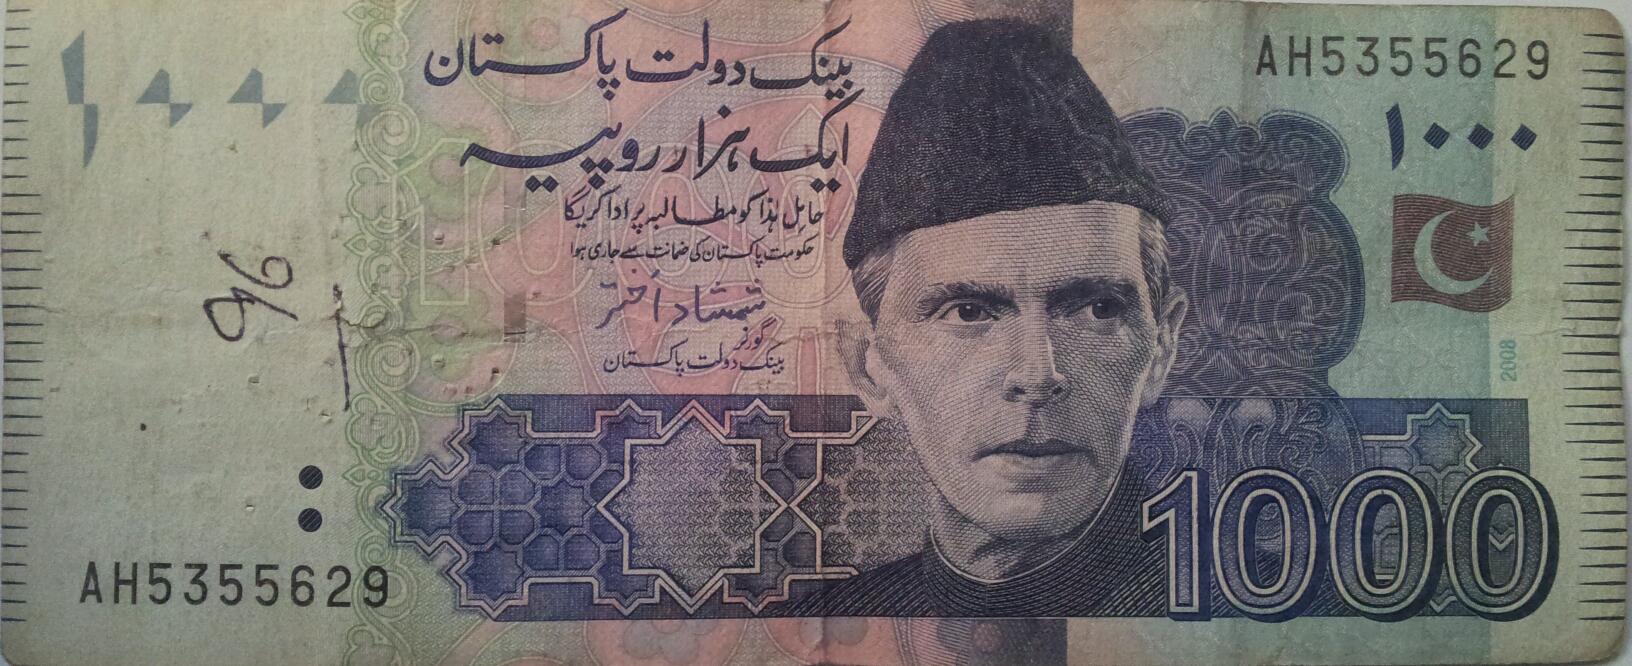 بینک دولت پاکستان
ایک ہزار روپیہ
حامل ہٰذا کو مطالبہ پر ادا کریگا
حکومت پاکستان کی ضمانت سے جاری ہوا
شمشاد اختر
گورنر
بینک دولت پاکستان
AH5355629
۱۰۰۰
۱۰۰۰
2008
96
1000
AH5355629